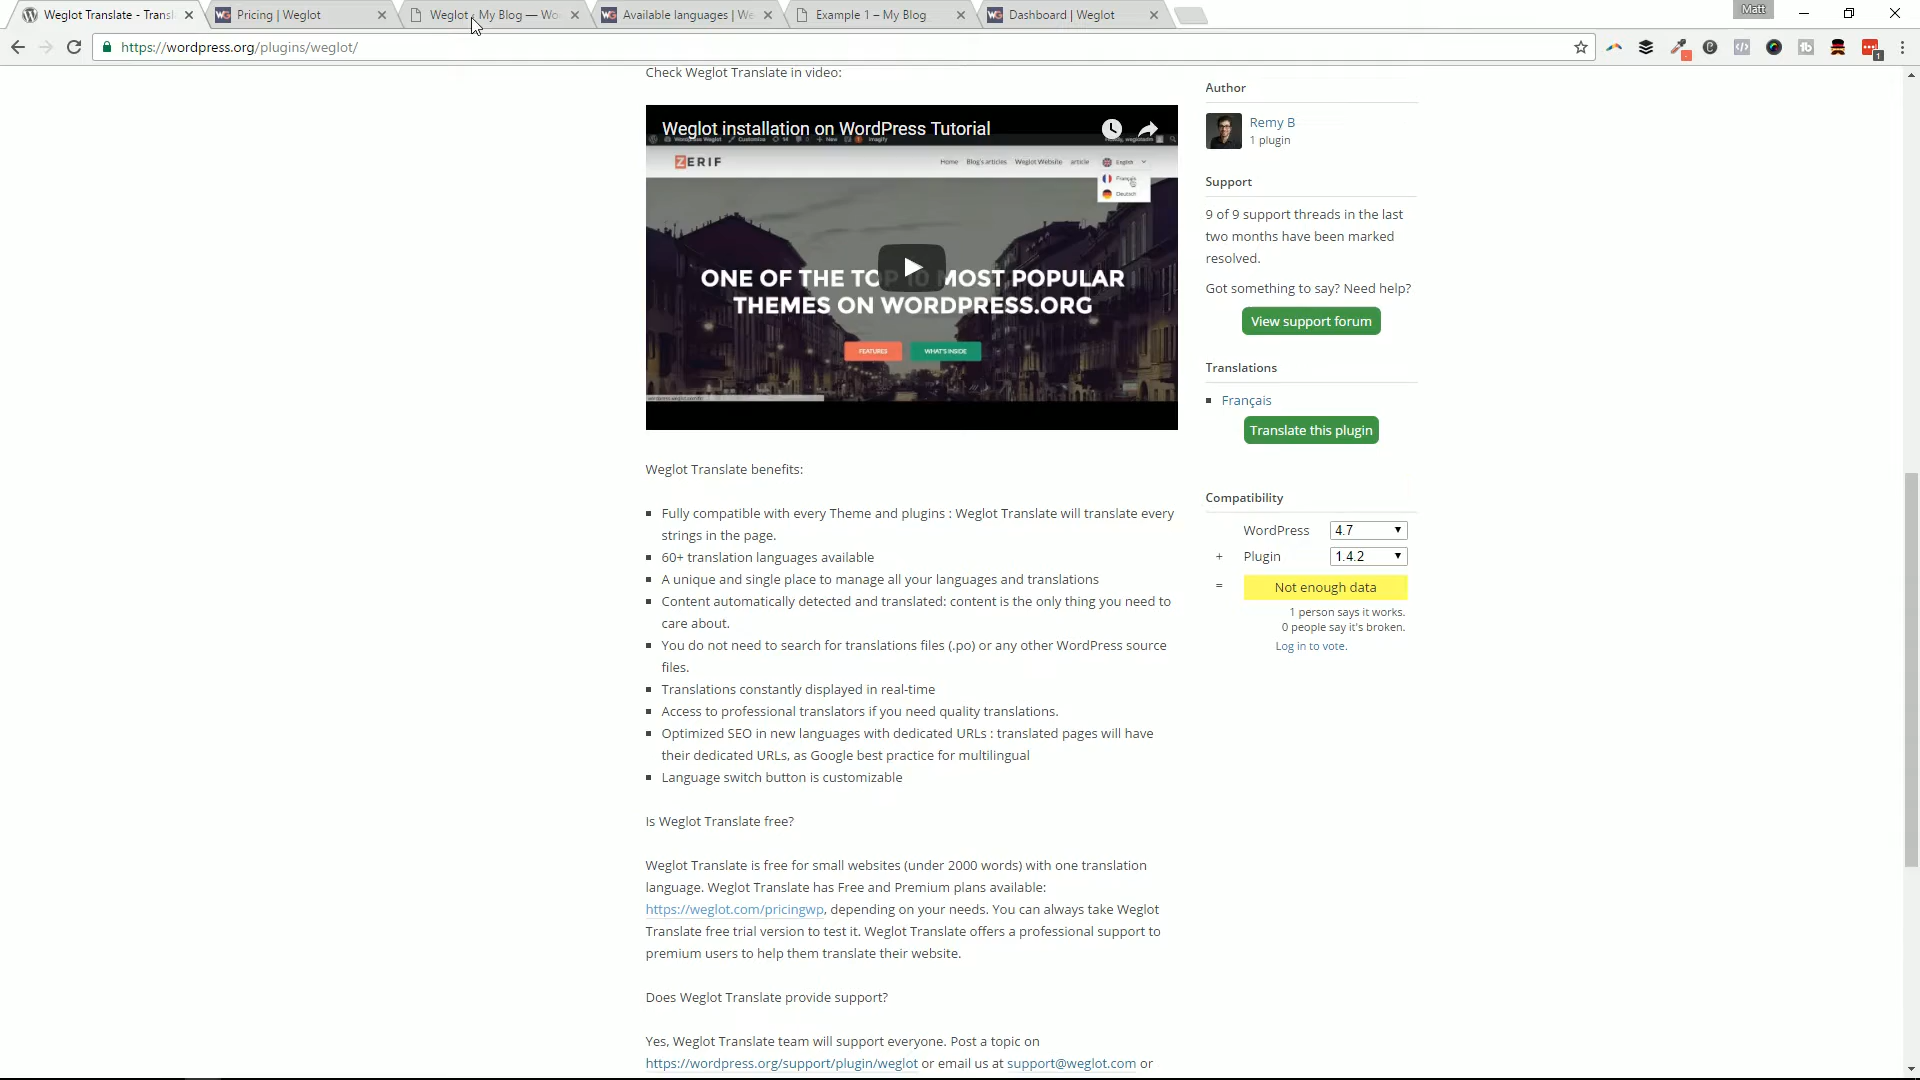 Weglot Translate - Transl
Pricing | Weglot
Weglot ‹ My Blog — Wo
Available languages | We
Example 1 – My Blog
Dashboard | Weglot
Matt
https://wordpress.org/plugins/weglot/
Check Weglot Translate in video:
Weglot installation on WordPress Tutorial
Customize
New
Imagify
ZERIF
Home
Blog's articles
Weglot Website
article
English
Français
Deutsch
ONE OF THE TOP 10 MOST POPULAR
THEMES ON WORDPRESS.ORG
FEATURES
WHAT'S INSIDE
Weglot Translate benefits:
Fully compatible with every Theme and plugins : Weglot Translate will translate every
strings in the page.
60+ translation languages available
A unique and single place to manage all your languages and translations
Content automatically detected and translated: content is the only thing you need to
care about.
You do not need to search for translations files (.po) or any other WordPress source
files.
Translations constantly displayed in real-time
Access to professional translators if you need quality translations.
Optimized SEO in new languages with dedicated URLs : translated pages will have
their dedicated URLs, as Google best practice for multilingual
Language switch button is customizable
Is Weglot Translate free?
Weglot Translate is free for small websites (under 2000 words) with one translation
language. Weglot Translate has Free and Premium plans available:
https://weglot.com/pricingwp, depending on your needs. You can always take Weglot
Translate free trial version to test it. Weglot Translate offers a professional support to
premium users to help them translate their website.
Does Weglot Translate provide support?
Yes, Weglot Translate team will support everyone. Post a topic on
https://wordpress.org/support/plugin/weglot or email us at support@weglot.com or
Author
Remy B
1 plugin
Support
9 of 9 support threads in the last
two months have been marked
resolved.
Got something to say? Need help?
View support forum
Translations
Français
Translate this plugin
Compatibility
WordPress 4.7
+ Plugin 1.4.2
= Not enough data
1 person says it works.
0 people say it's broken.
Log in to vote.